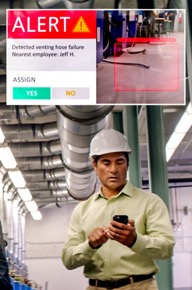 ALERT
Detected venting hose failure
Nearest employee: Jeff H.
ASSIGN
YES
NO